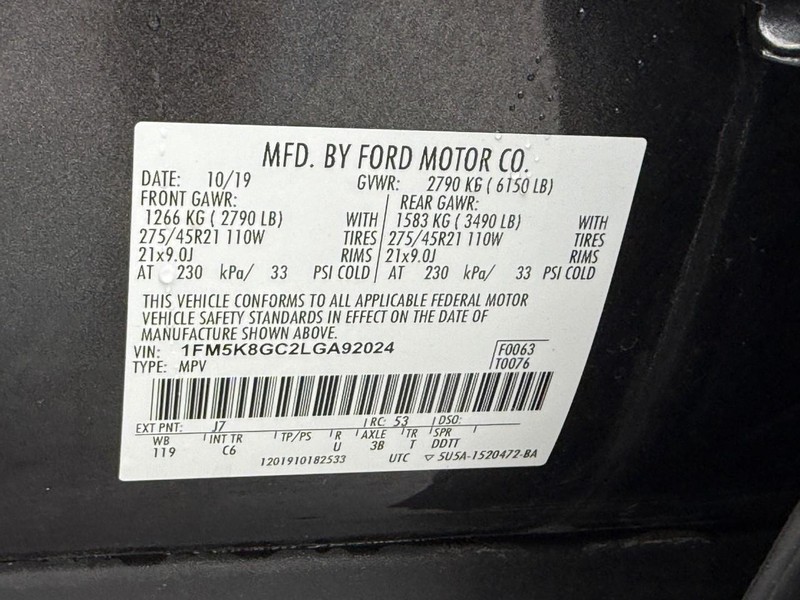 MFD. BY FORD MOTOR CO.
DATE: 10/19 GVWR: 2790 KG ( 6150 LB)
FRONT GAWR: REAR GAWR:
1266 KG ( 2790 LB) WITH 1583 KG ( 3490 LB) WITH
275/45R21 110W TIRES 275/45R21 110W TIRES
21x9.0J RIMS 21x9.0J RIMS
AT 230 kPa/ 33 PSI COLD AT 230 kPa/ 33 PSI COLD
THIS VEHICLE CONFORMS TO ALL APPLICABLE FEDERAL MOTOR
VEHICLE SAFETY STANDARDS IN EFFECT ON THE DATE OF
MANUFACTURE SHOWN ABOVE.
VIN: 1FM5K8GC2LGA92024 F0063
TYPE: MPV T0076
EXT PNT: J7 RC: 53 DSO:
WB INT TR TP/PS R AXLE TR SPR
119 C6 U 3B T DDTT
1201910182533 UTC ▽ 5U5A-1520472-BA